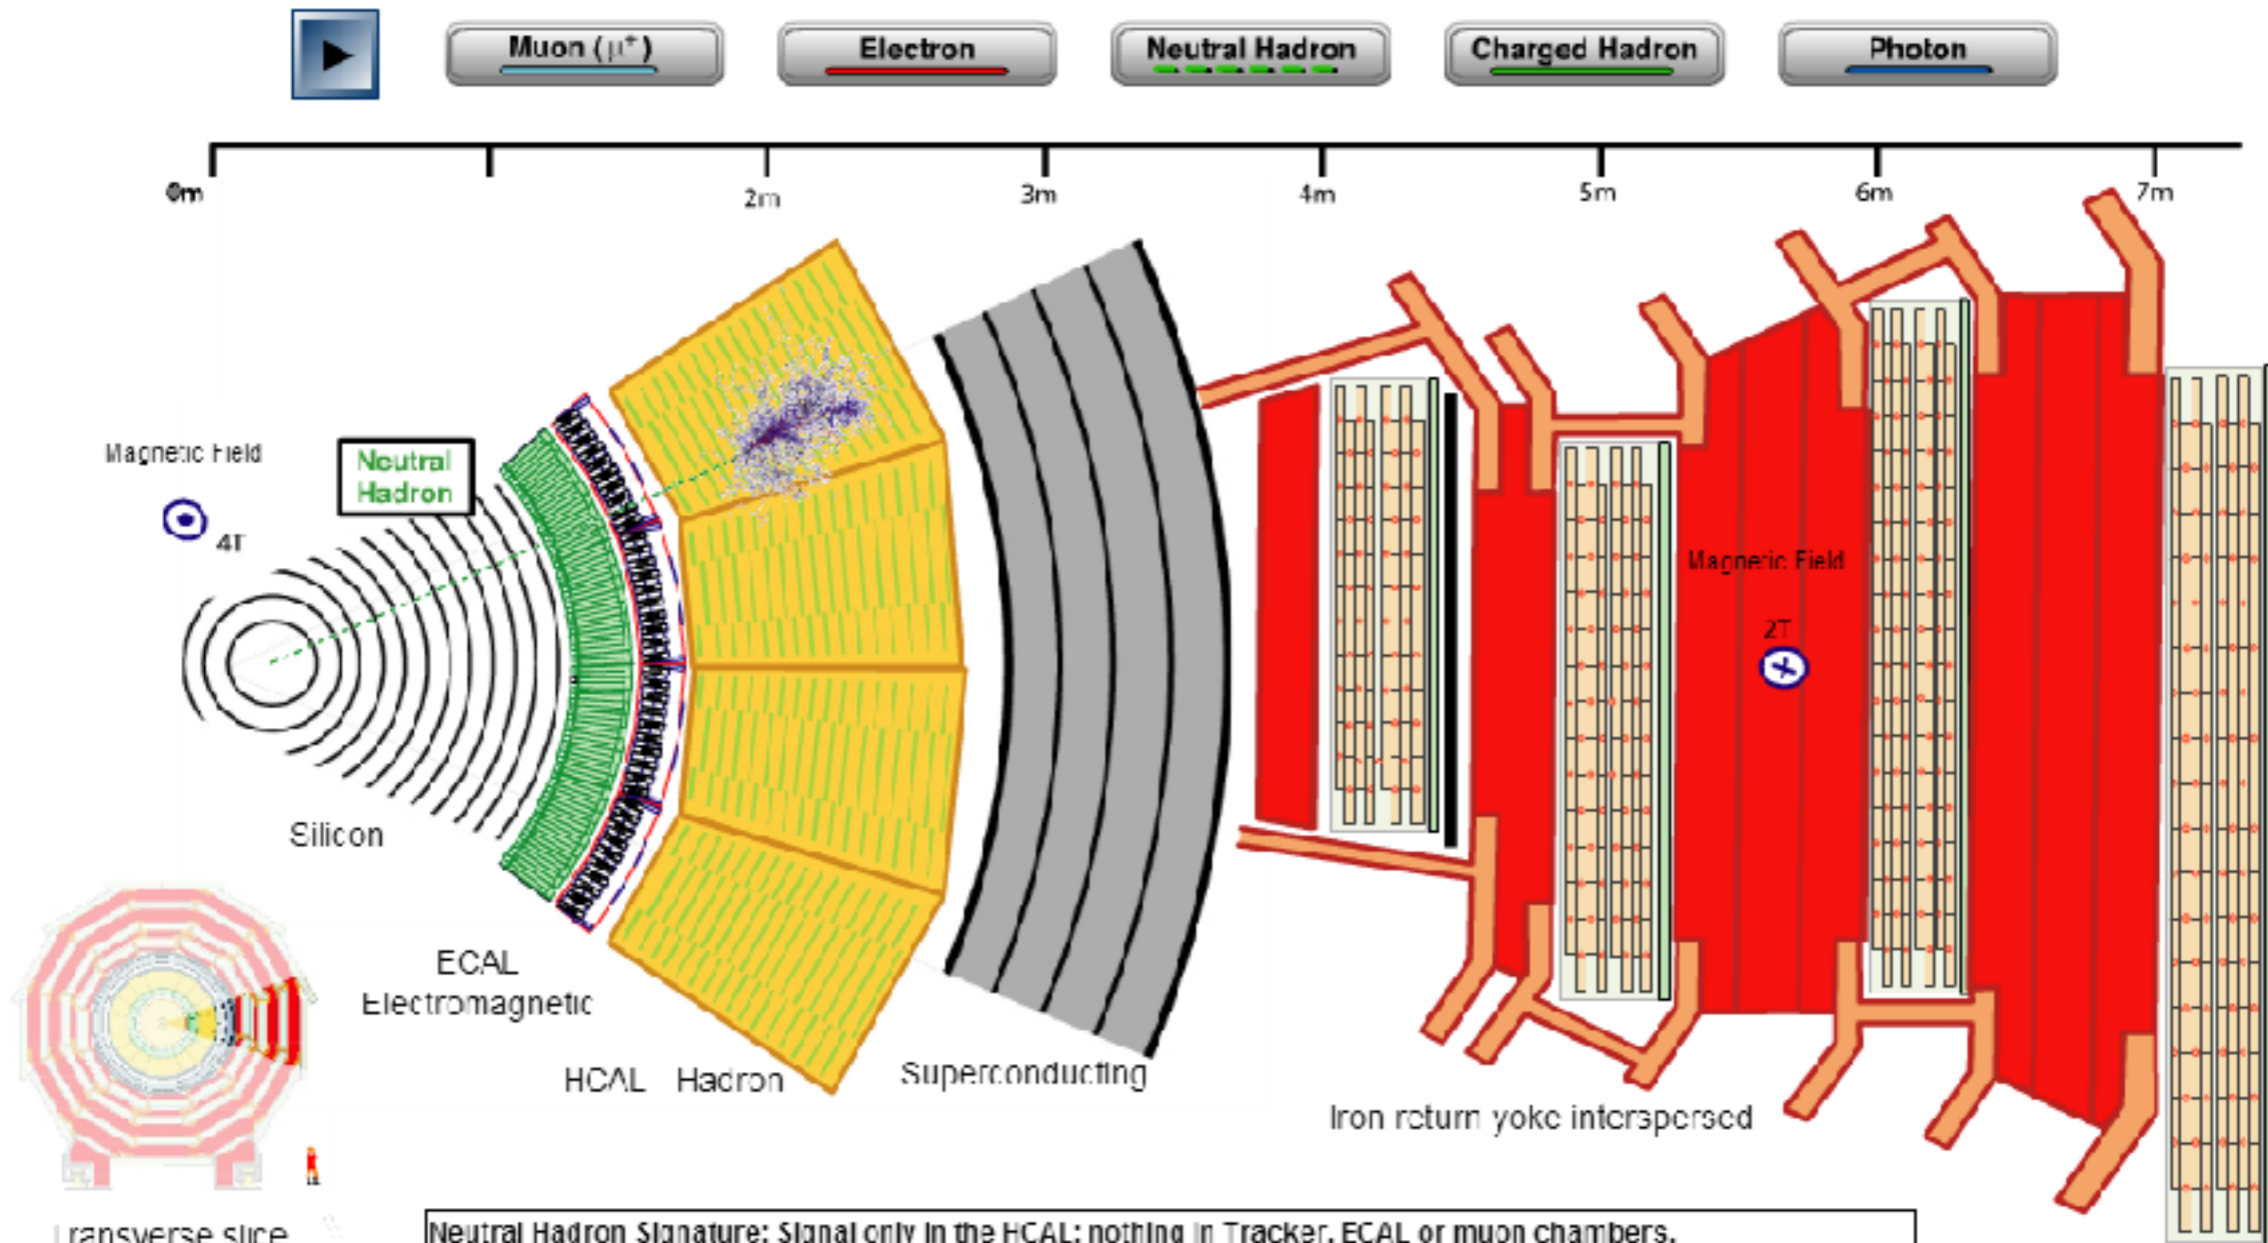 Muon (μ⁺)
Electron
Neutral Hadron
Charged Hadron
Photon
0m
2m
3m
4m
5m
6m
7m
Magnetic Field
4T
Neutral
Hadron
Magnetic Field
2T
Silicon
ECAL
Electromagnetic
HCAL Hadron
Superconducting
Iron return yoke interspersed
Transverse slice
Neutral Hadron Signature: Signal only in the HCAL; nothing in Tracker, ECAL or muon chambers.